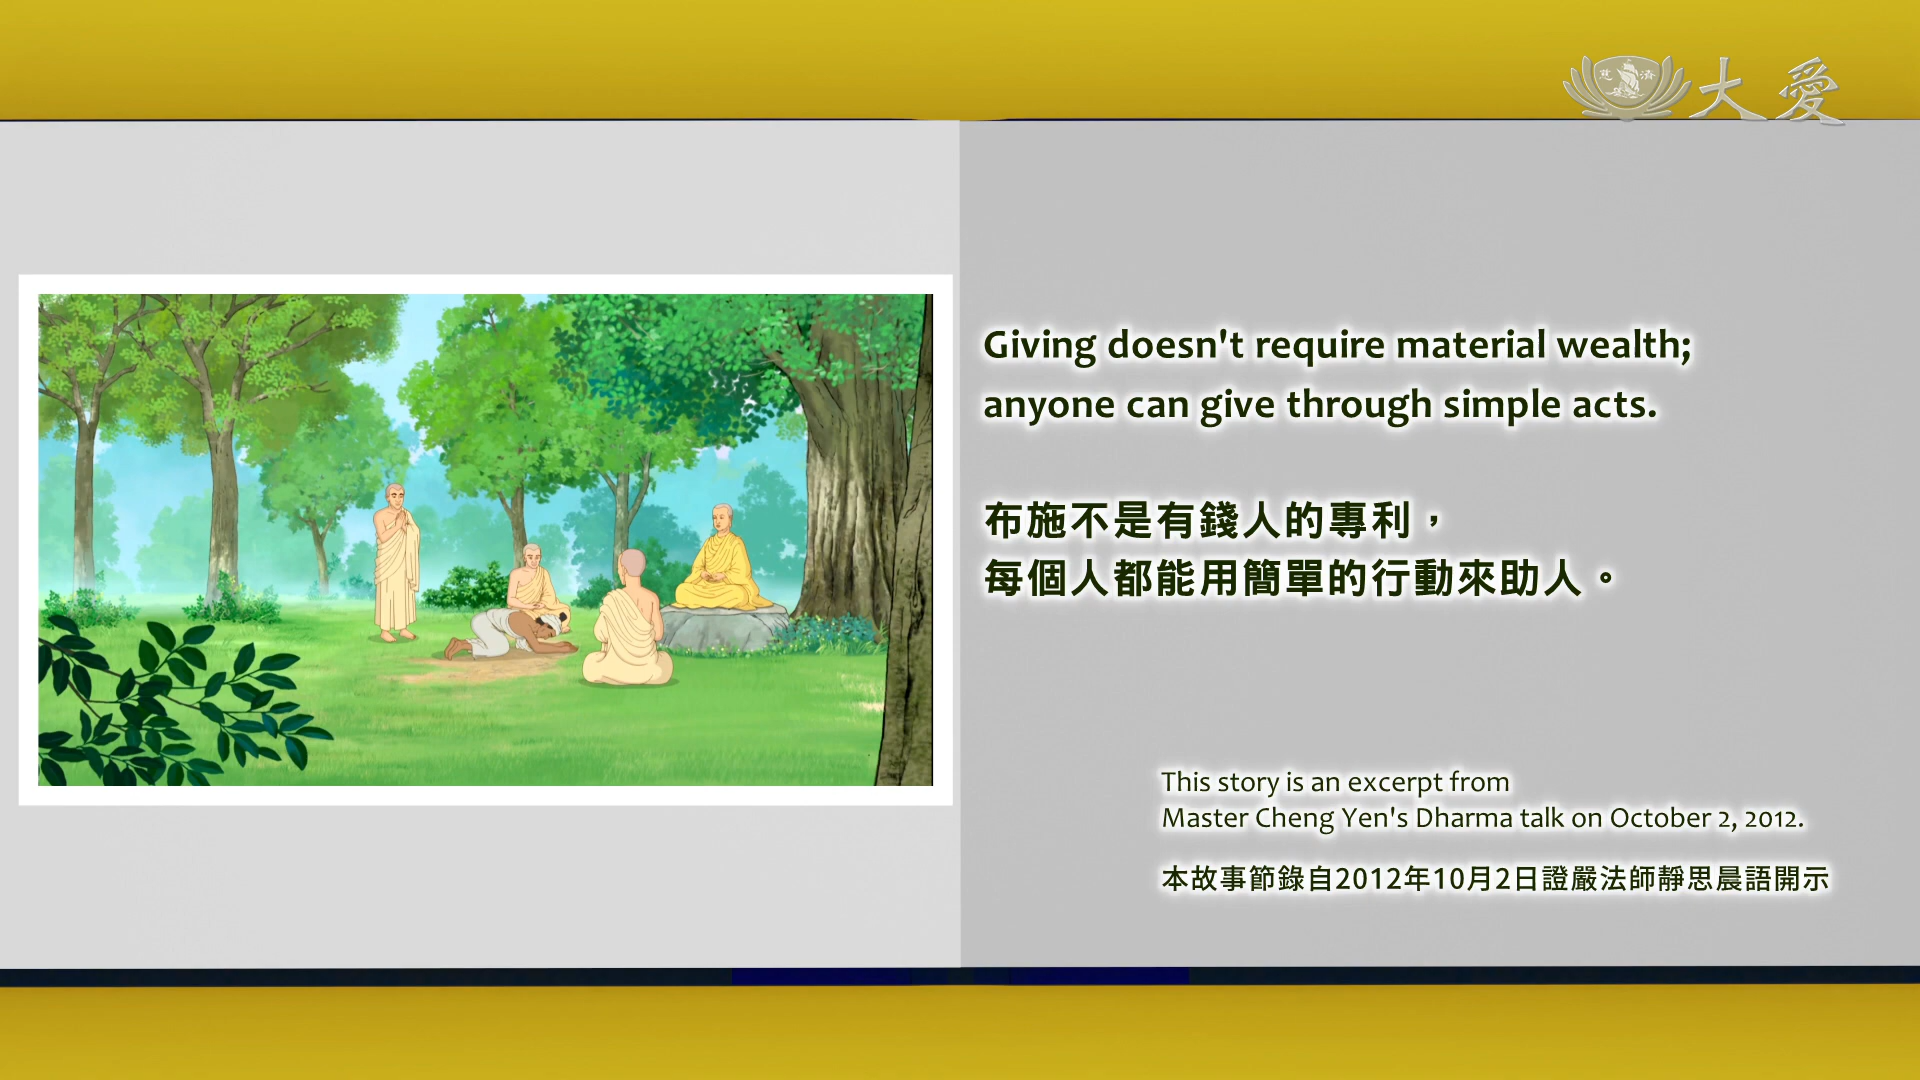 慈濟 大愛
Giving doesn't require material wealth;
anyone can give through simple acts.
布施不是有錢人的專利，
每個人都能用簡單的行動來助人。
This story is an excerpt from
Master Cheng Yen's Dharma talk on October 2, 2012.
本故事節錄自2012年10月2日證嚴法師靜思晨語開示